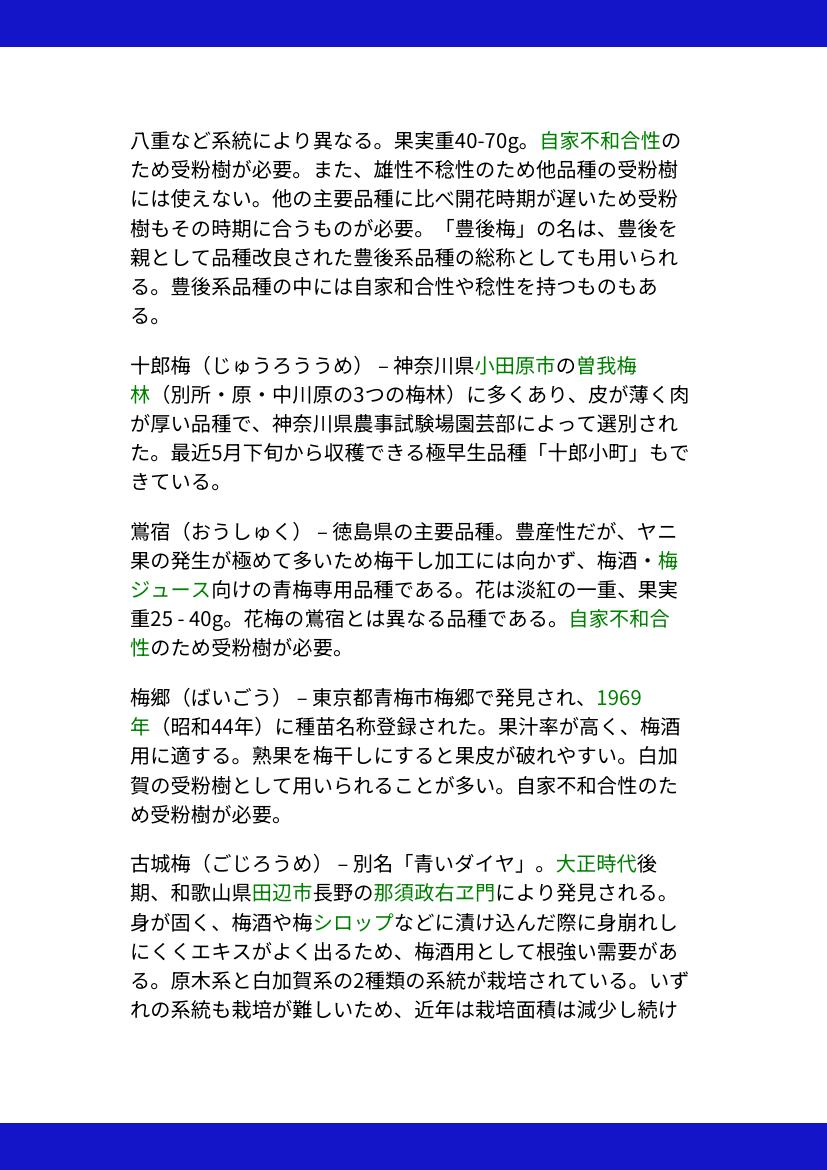 八重など系統により異なる。果実重40-70g。自家不和合性の
ため受粉樹が必要。また、雄性不稔性のため他品種の受粉樹
には使えない。他の主要品種に比べ開花時期が遅いため受粉
樹もその時期に合うものが必要。「豊後梅」の名は、豊後を
親として品種改良された豊後系品種の総称としても用いられ
る。豊後系品種の中には自家和合性や稔性を持つものもあ
る。
十郎梅（じゅうろううめ） – 神奈川県小田原市の曽我梅
林（別所・原・中川原の3つの梅林）に多くあり、皮が薄く肉
が厚い品種で、神奈川県農事試験場園芸部によって選別され
た。最近5月下旬から収穫できる極早生品種「十郎小町」もで
きている。
鴬宿（おうしゅく） – 徳島県の主要品種。豊産性だが、ヤニ
果の発生が極めて多いため梅干し加工には向かず、梅酒・梅
ジュース向けの青梅専用品種である。花は淡紅の一重、果実
重25 - 40g。花梅の鴬宿とは異なる品種である。自家不和合
性のため受粉樹が必要。
梅郷（ばいごう） – 東京都青梅市梅郷で発見され、1969
年（昭和44年）に種苗名称登録された。果汁率が高く、梅酒
用に適する。熟果を梅干しにすると果皮が破れやすい。白加
賀の受粉樹として用いられることが多い。自家不和合性のた
め受粉樹が必要。
古城梅（ごじろうめ） – 別名「青いダイヤ」。大正時代後
期、和歌山県田辺市長野の那須政右ヱ門により発見される。
身が固く、梅酒や梅シロップなどに漬け込んだ際に身崩れし
にくくエキスがよく出るため、梅酒用として根強い需要があ
る。原木系と白加賀系の2種類の系統が栽培されている。いず
れの系統も栽培が難しいため、近年は栽培面積は減少し続け